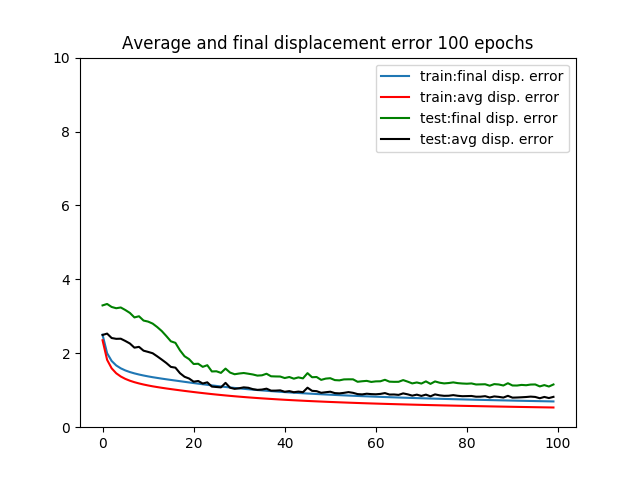 Average and final displacement error 100 epochs
10
train:final disp. error
train:avg disp. error
test:final disp. error
test:avg disp. error
8
6
4
2
0
0 20 40 60 80 100